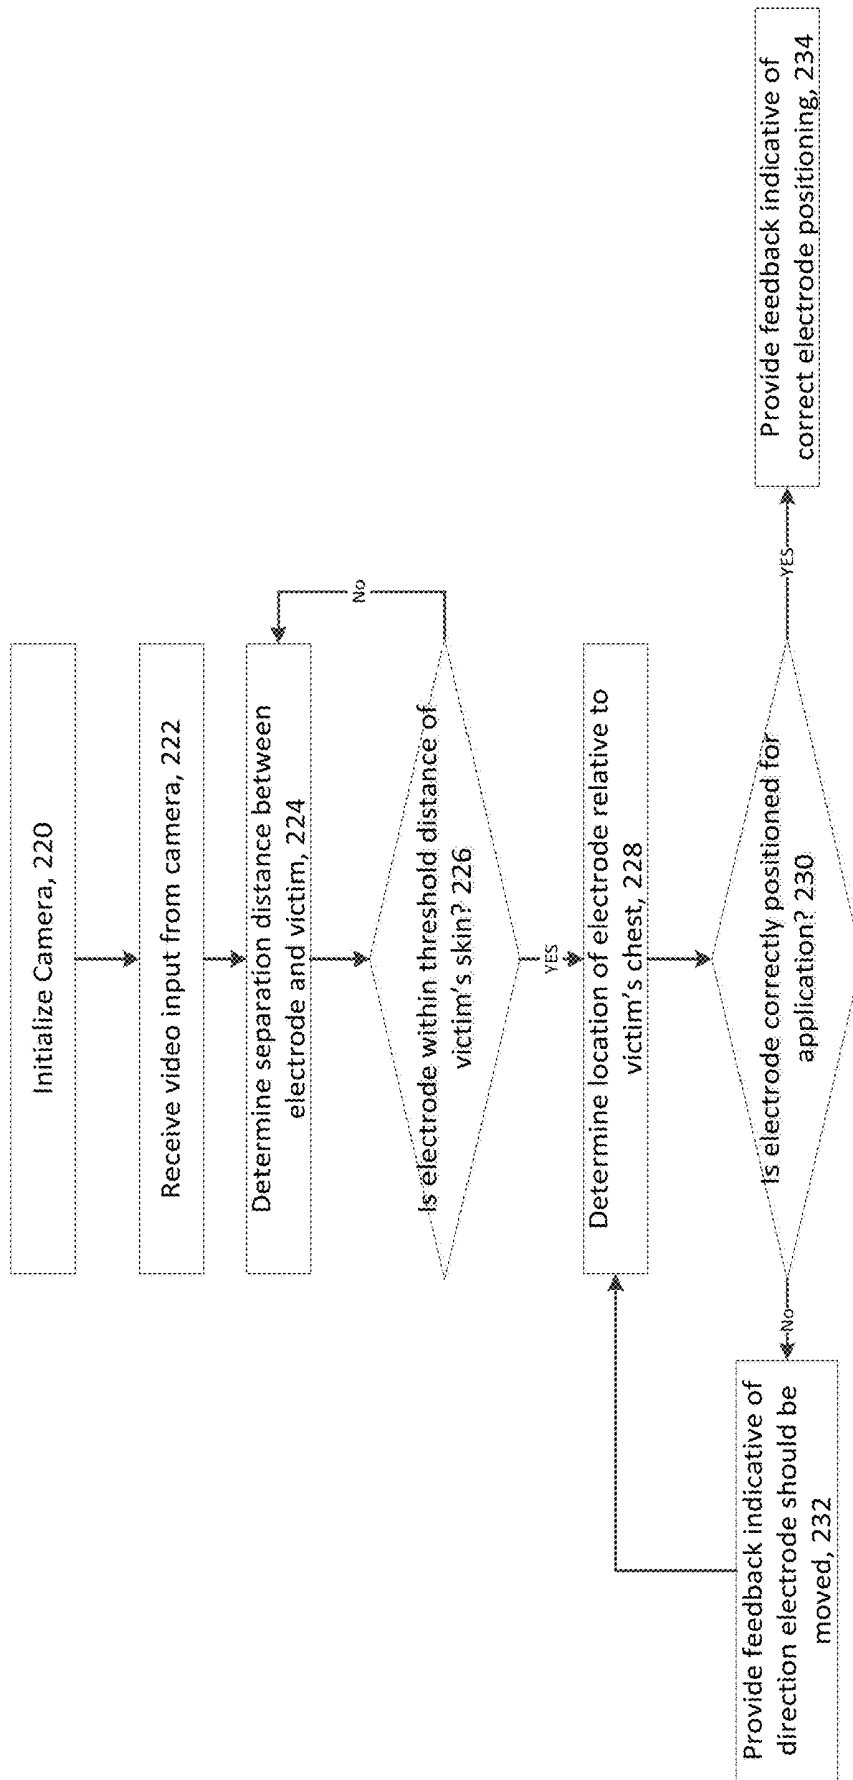 Initialize Camera, 220
Receive video input from camera, 222
Determine separation distance between
electrode and victim, 224
No
Is electrode within threshold distance of
victim's skin? 226
YES
Determine location of electrode relative to
victim's chest, 228
Is electrode correctly positioned for
application? 230
No
Provide feedback indicative of
direction electrode should be
moved, 232
YES
Provide feedback indicative of
correct electrode positioning, 234